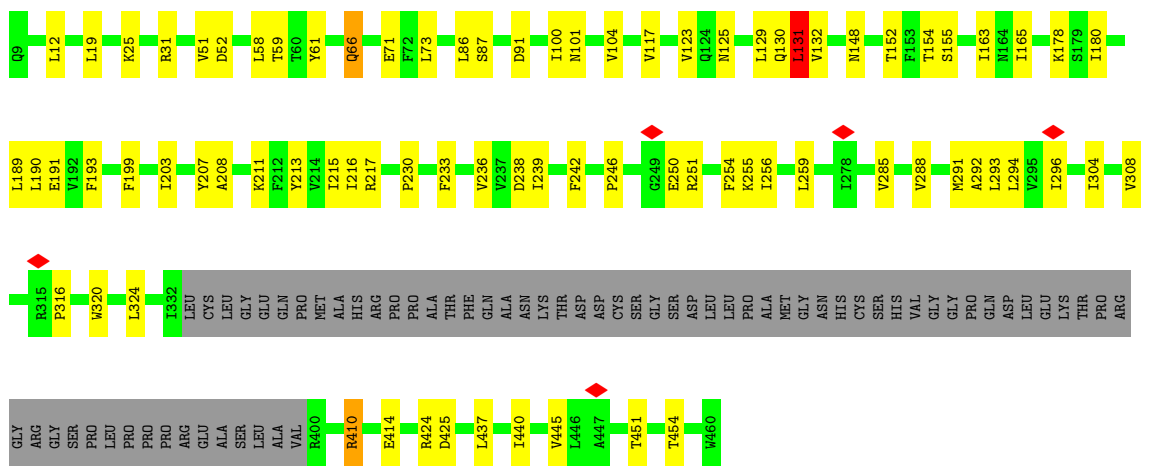 Q9 L12 L19 K25 R31 V51 D52 L58 T59 T60 Y61 Q66 E71 F72 L73 L86 S87 D91 I100 N101 V104 V117 V123 Q124 N125 L129 Q130 L131 V132 N148 T152 F153 T154 S155 I163 N164 I165 K178 S179 I180
L189 L190 E191 V192 F193 F199 I203 Y207 A208 K211 F212 Y213 V214 I215 I216 R217 P230 F233 V236 V237 D238 I239 F242 P246 G249 E250 R251 F254 K255 I256 L259 I278 V285 V288 M291 A292 L293 L294 V295 I296 I304 V308
R315 P316 W320 L324 I332 LEU CYS LEU GLY GLU GLN PRO MET ALA HIS ARG PRO PRO ALA THR PHE GLN ALA ASN LYS THR ASP ASP CYS SER GLY SER ASP LEU LEU PRO ALA MET GLY ASN HIS CYS SER HIS VAL GLY GLY PRO GLN ASP LEU GLU LYS THR PRO ARG
GLY ARG GLY SER PRO LEU PRO PRO PRO ARG GLU ALA SER LEU ALA VAL R400 R410 E414 R424 D425 L437 I440 V445 L446 A447 T451 T454 W460